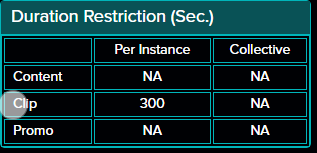 Duration Restriction (Sec.)
Per Instance Collective
Content NA NA
Clip 300 NA
Promo NA NA